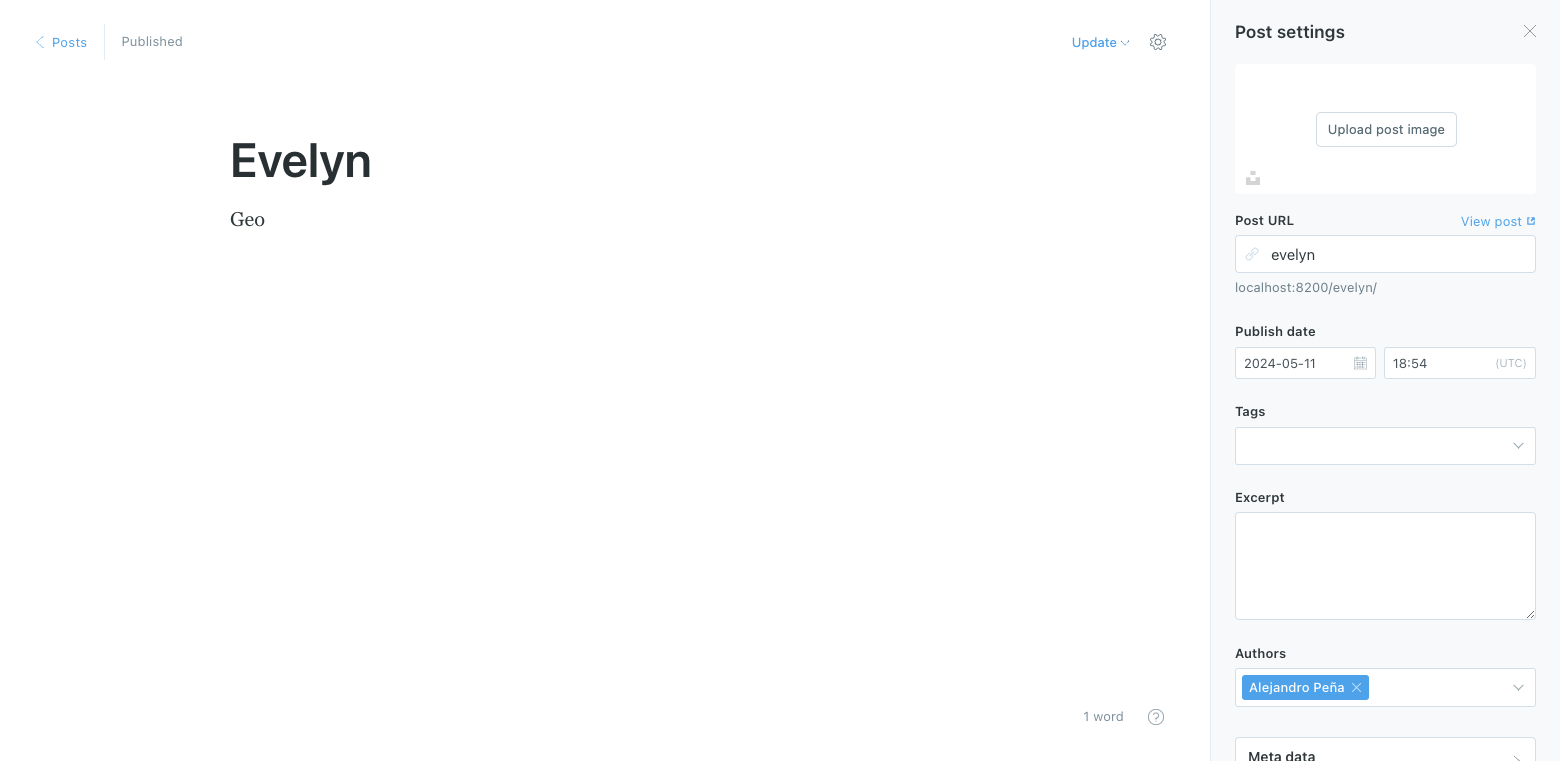 Posts
Published
Update
Evelyn
Geo
1 word
Post settings
Upload post image
Post URL
View post
evelyn
localhost:8200/evelyn/
Publish date
2024-05-11
18:54
(UTC)
Tags
Excerpt
Authors
Alejandro Peña
Meta data